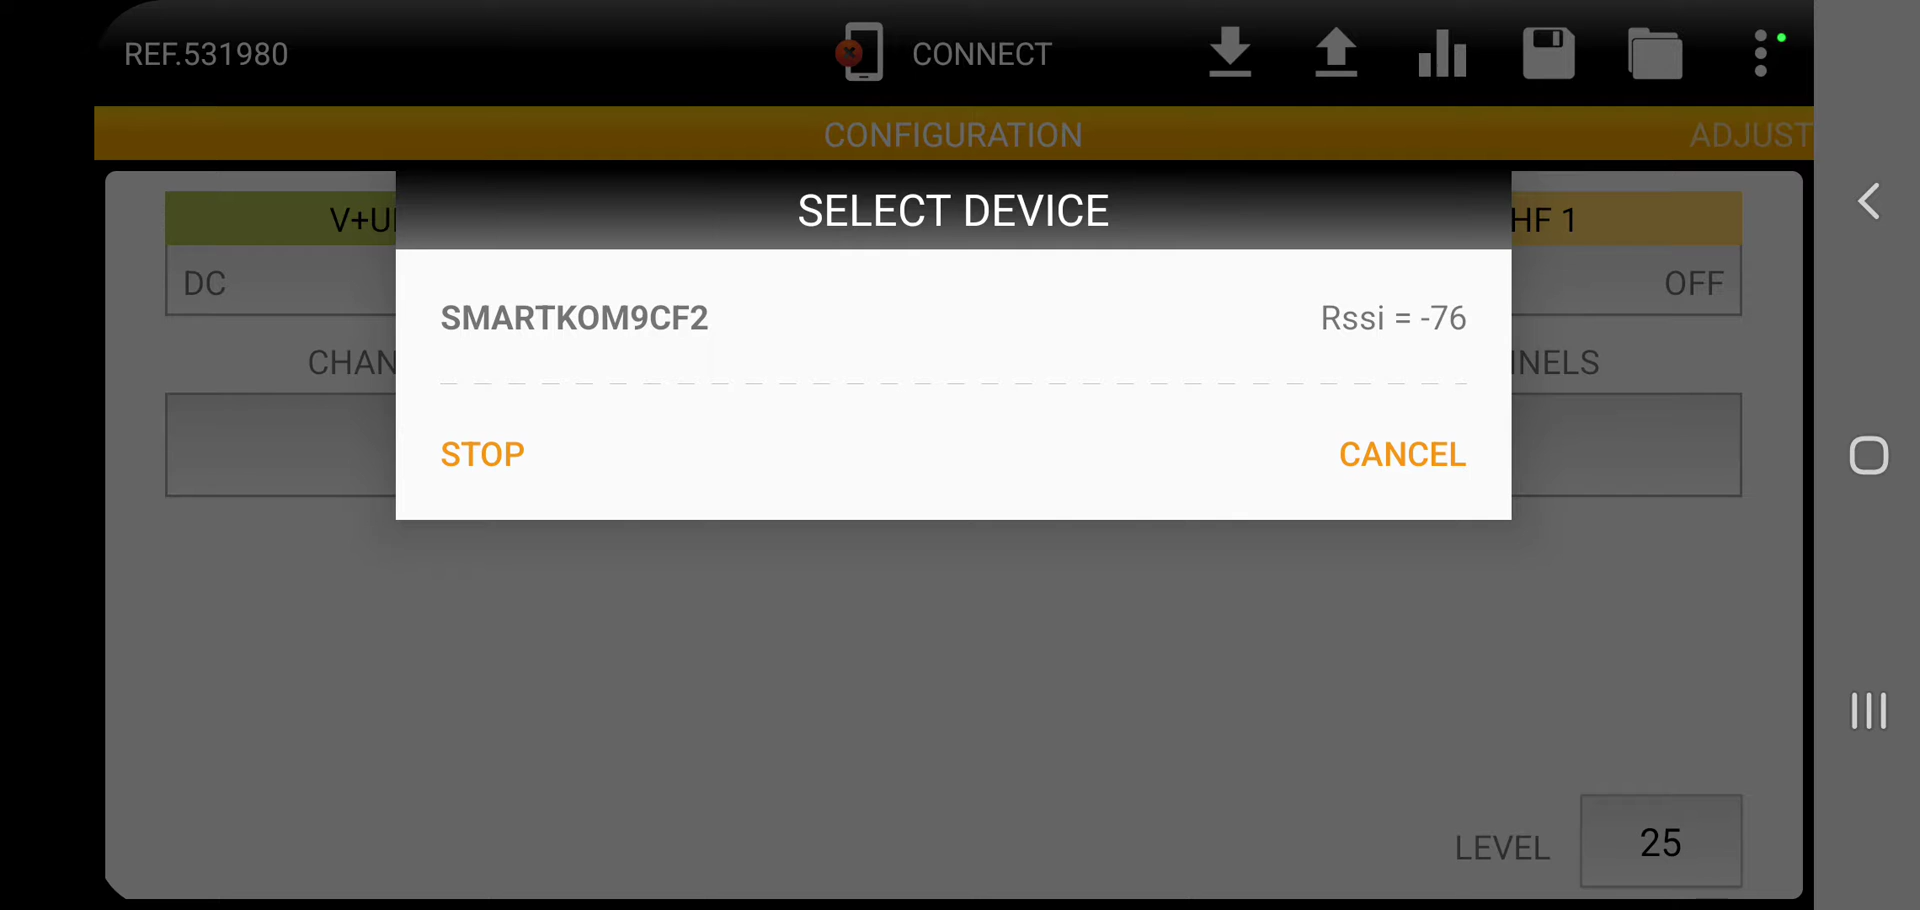 REF.531980
CONNECT
CONFIGURATION
ADJUST
SELECT DEVICE
V+U
HF 1
DC
OFF
SMARTKOM9CF2
Rssi = -76
CHAN
NNELS
STOP
CANCEL
LEVEL
25